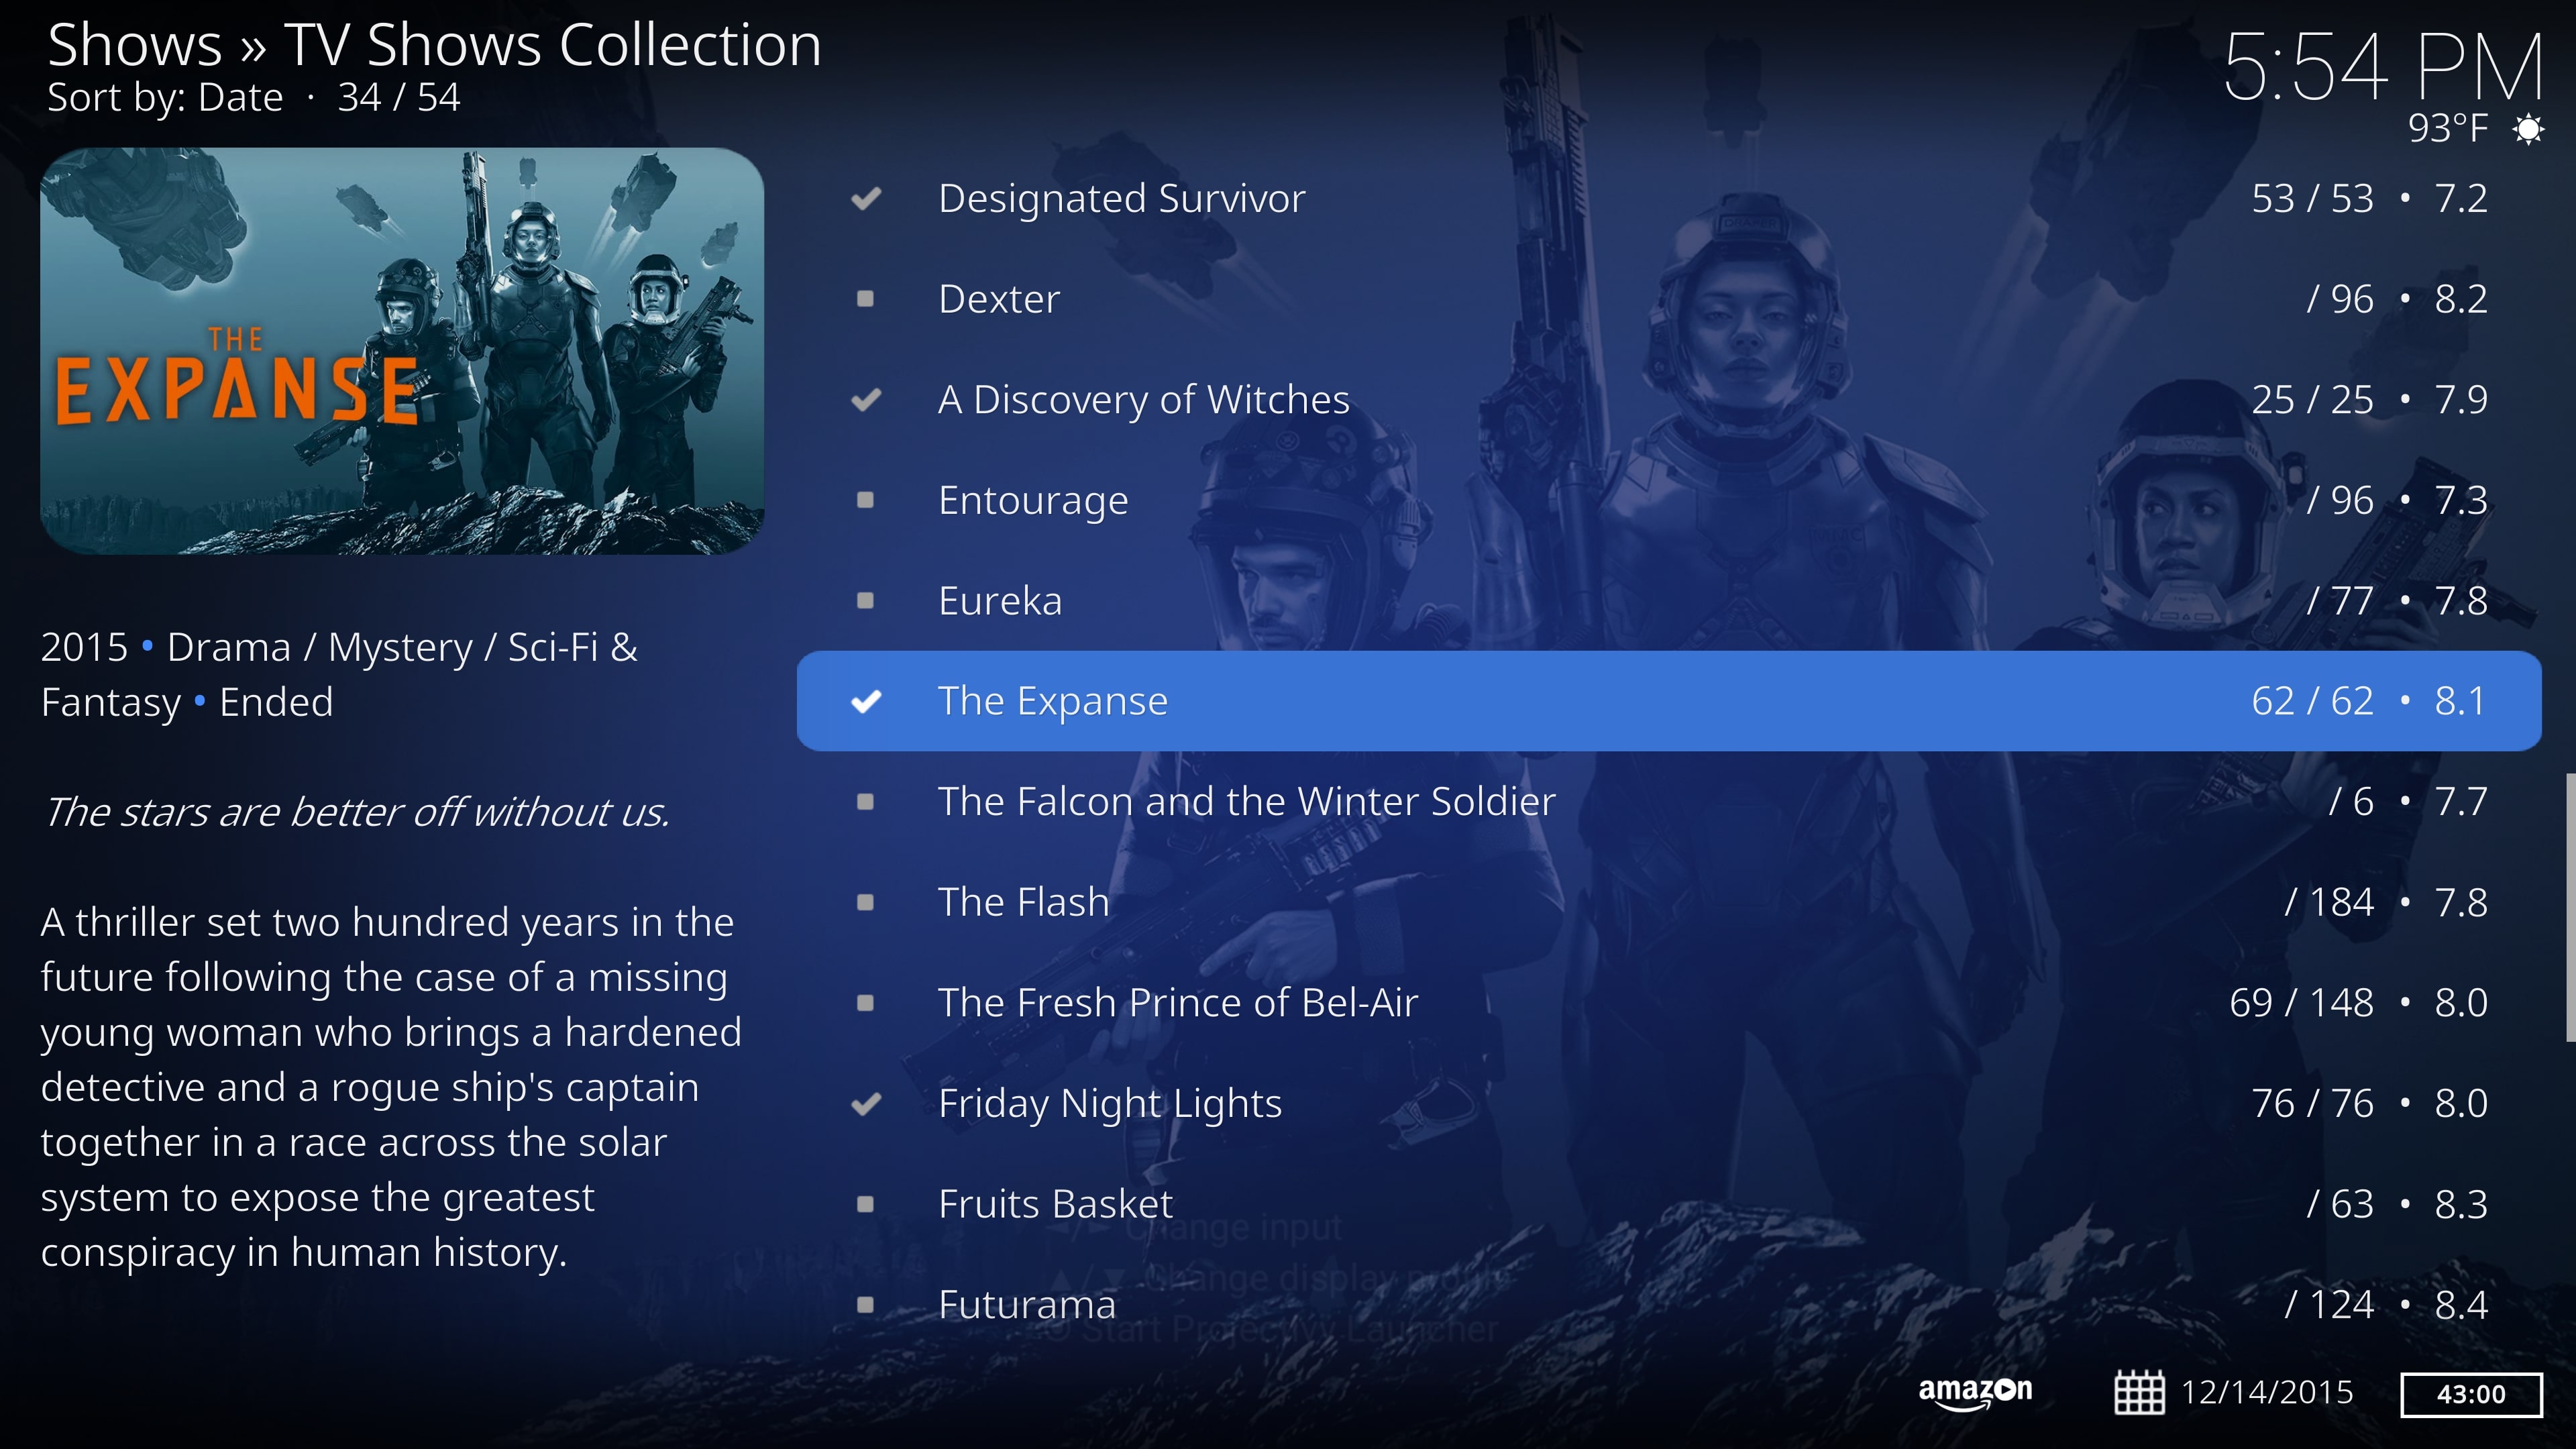 Shows » TV Shows Collection
Sort by: Date · 34 / 54
5:54 PM
93°F
THE
EXPANSE
2015 • Drama / Mystery / Sci-Fi &
Fantasy • Ended
The stars are better off without us.
A thriller set two hundred years in the
future following the case of a missing
young woman who brings a hardened
detective and a rogue ship's captain
together in a race across the solar
system to expose the greatest
conspiracy in human history.
Designated Survivor 53 / 53 • 7.2
Dexter / 96 • 8.2
A Discovery of Witches 25 / 25 • 7.9
Entourage / 96 • 7.3
Eureka / 77 • 7.8
The Expanse 62 / 62 • 8.1
The Falcon and the Winter Soldier / 6 • 7.7
The Flash / 184 • 7.8
The Fresh Prince of Bel-Air 69 / 148 • 8.0
Friday Night Lights 76 / 76 • 8.0
Fruits Basket / 63 • 8.3
Change input
Change display profile
Futurama / 124 • 8.4
Start Projectivy Launcher
amazon 12/14/2015 43:00